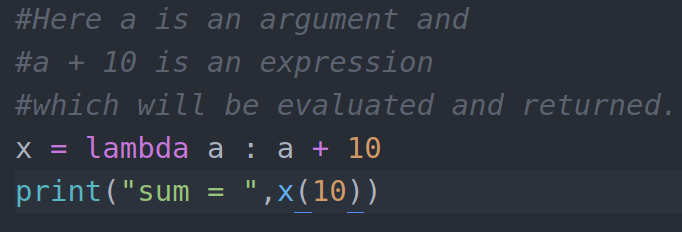 #Here a is an argument and
#a + 10 is an expression
#which will be evaluated and returned.
x = lambda a : a + 10
print("sum = ",x(10))